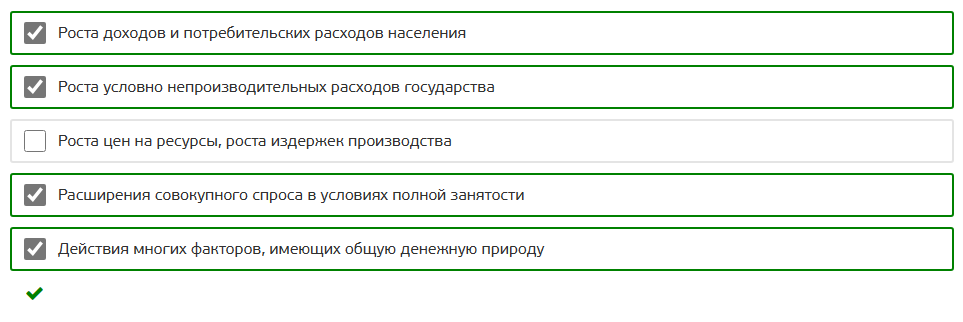 Роста доходов и потребительских расходов населения
Роста условно непроизводительных расходов государства
Роста цен на ресурсы, роста издержек производства
Расширения совокупного спроса в условиях полной занятости
Действия многих факторов, имеющих общую денежную природу